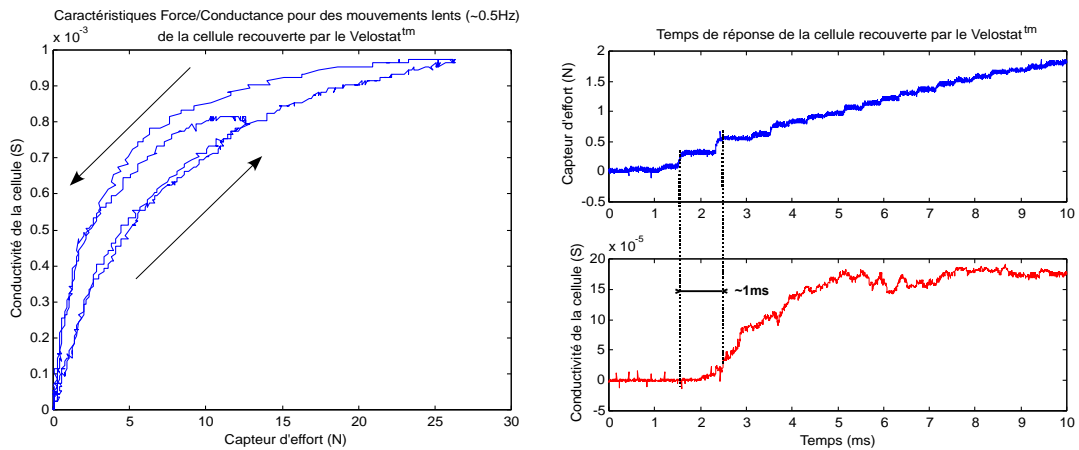 Caractéristiques Force/Conductance pour des mouvements lents (~0.5Hz)
de la cellule recouverte par le Velostat^tm
x 10^-3
1
0.9
0.8
0.7
0.6
0.5
0.4
0.3
0.2
0.1
0
Conductivité de la cellule (S)
0 5 10 15 20 25 30
Capteur d'effort (N)
Temps de réponse de la cellule recouverte par le Velostat^tm
2
1.5
1
0.5
0
-0.5
Capteur d'effort (N)
0 1 2 3 4 5 6 7 8 9 10
x 10^-5
20
15
10
5
0
-5
Conductivité de la cellule (S)
~1ms
0 1 2 3 4 5 6 7 8 9 10
Temps (ms)